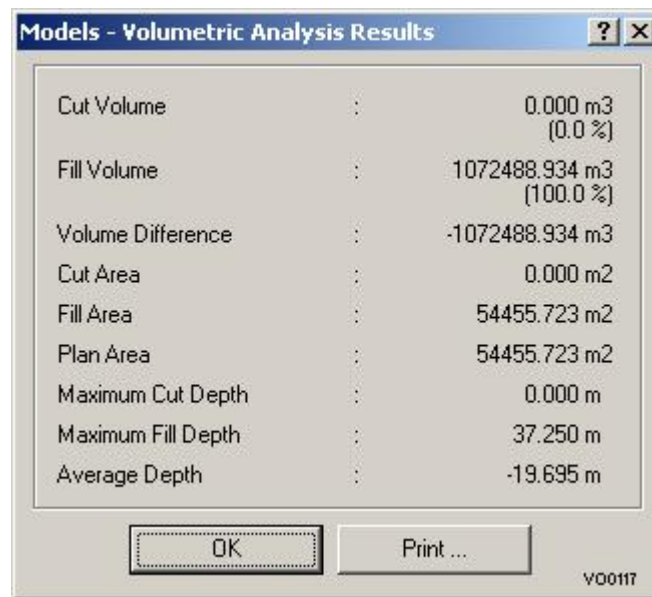 Models - Volumetric Analysis Results ? X
Cut Volume : 0.000 m3
(0.0 %)
Fill Volume : 1072488.934 m3
(100.0 %)
Volume Difference : -1072488.934 m3
Cut Area : 0.000 m2
Fill Area : 54455.723 m2
Plan Area : 54455.723 m2
Maximum Cut Depth : 0.000 m
Maximum Fill Depth : 37.250 m
Average Depth : -19.695 m
OK Print ...
VO0117